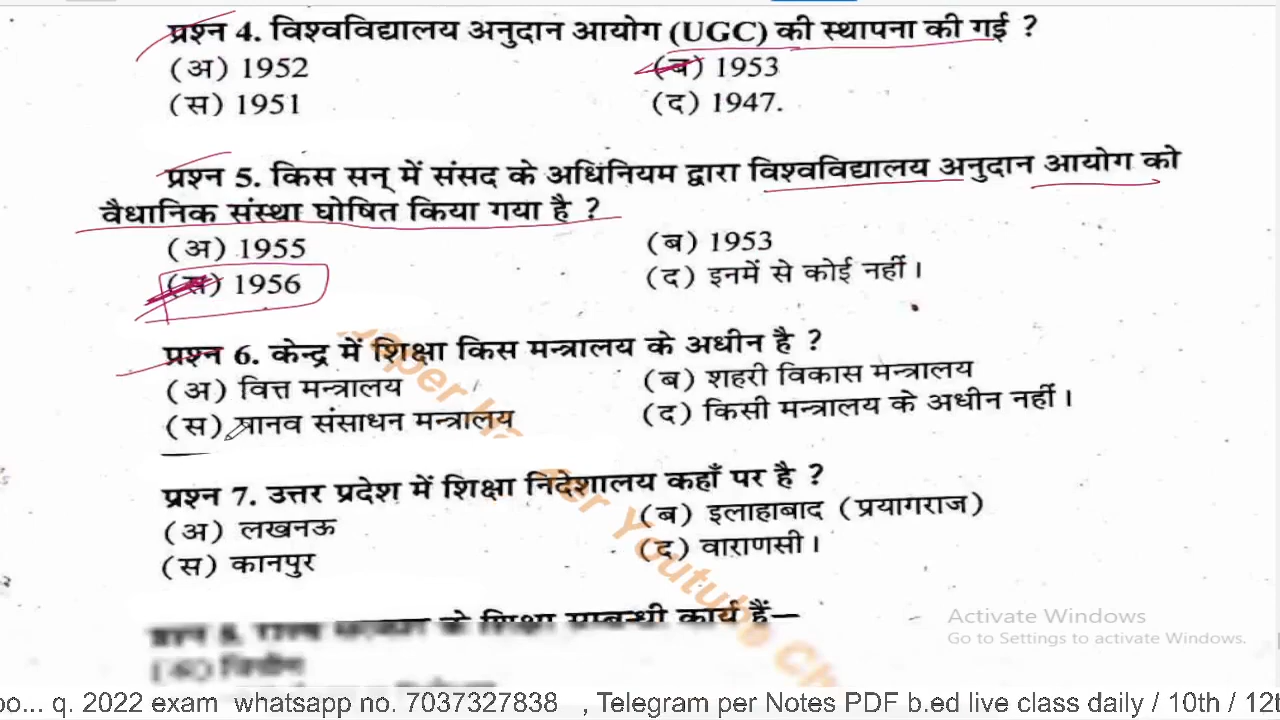 प्रश्न 4. विश्वविद्यालय अनुदान आयोग (UGC) की स्थापना की गई ?
(अ) 1952 (ब) 1953
(स) 1951 (द) 1947.
प्रश्न 5. किस सन् में संसद के अधिनियम द्वारा विश्वविद्यालय अनुदान आयोग को
वैधानिक संस्था घोषित किया गया है ?
(अ) 1955 (ब) 1953
(स) 1956 (द) इनमें से कोई नहीं।
प्रश्न 6. केन्द्र में शिक्षा किस मन्त्रालय के अधीन है ?
(अ) वित्त मन्त्रालय (ब) शहरी विकास मन्त्रालय
(स) मानव संसाधन मन्त्रालय (द) किसी मन्त्रालय के अधीन नहीं।
प्रश्न 7. उत्तर प्रदेश में शिक्षा निदेशालय कहाँ पर है ?
(अ) लखनऊ (ब) इलाहाबाद (प्रयागराज)
(स) कानपुर (द) वाराणसी।
के शिक्षा सम्बन्धी कार्य हैं—
Youtube
Activate Windows
Go to Settings to activate Windows.
q. 2022 exam whatsapp no. 7037327838 , Telegram per Notes PDF b.ed live class daily / 10th / 12t